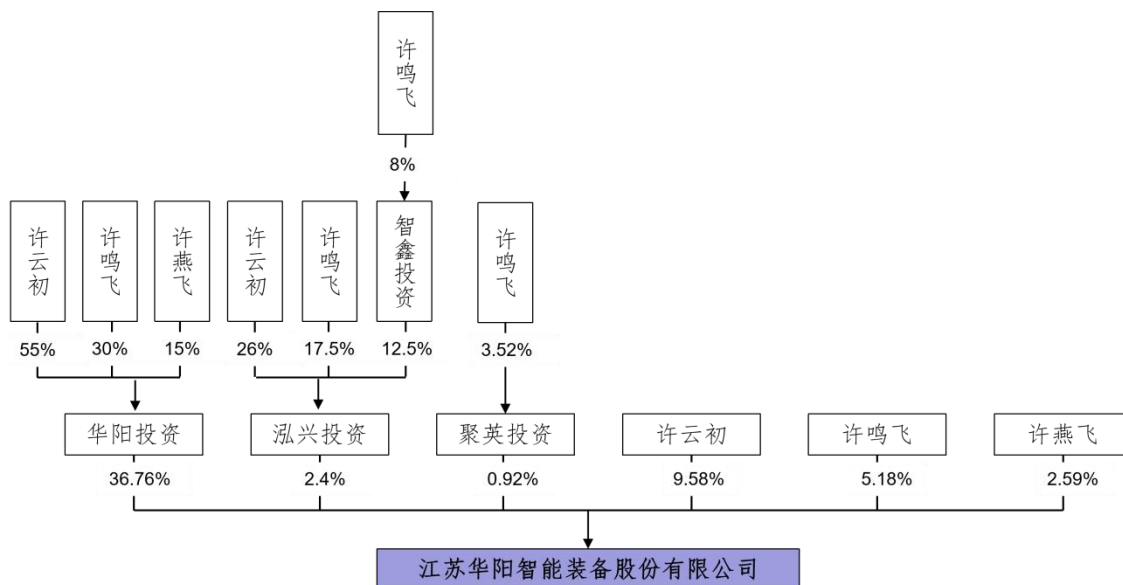 许鸣飞
8%
许云初
许鸣飞
许燕飞
许云初
许鸣飞
智鑫投资
许鸣飞
55%
30%
15%
26%
17.5%
12.5%
3.52%
华阳投资
泓兴投资
聚英投资
许云初
许鸣飞
许燕飞
36.76%
2.4%
0.92%
9.58%
5.18%
2.59%
江苏华阳智能装备股份有限公司